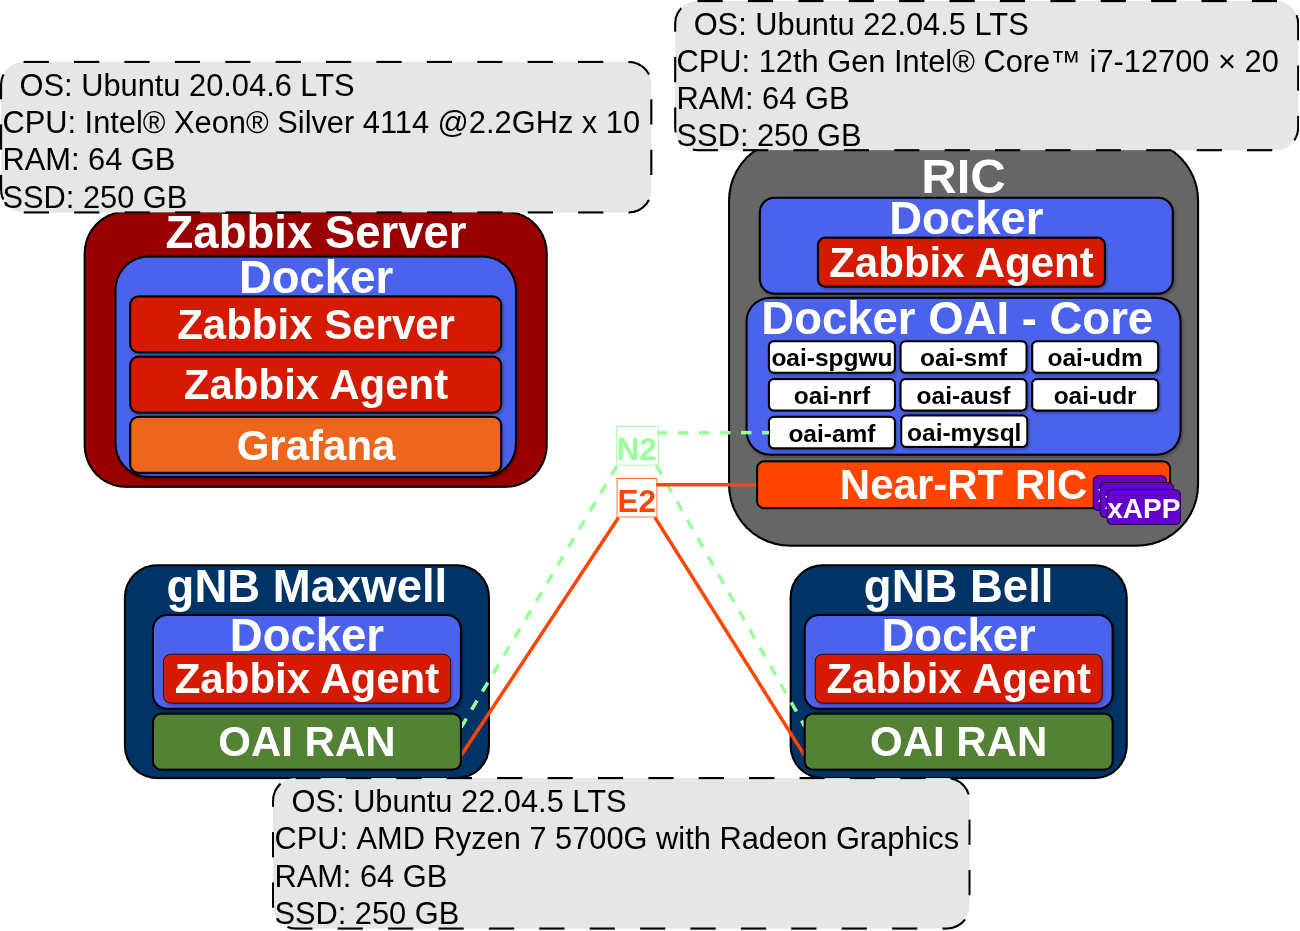 OS: Ubuntu 20.04.6 LTS
CPU: Intel® Xeon® Silver 4114 @2.2GHz x 10
RAM: 64 GB
SSD: 250 GB
Zabbix Server
Docker
Zabbix Server
Zabbix Agent
Grafana
OS: Ubuntu 22.04.5 LTS
CPU: 12th Gen Intel® Core™ i7-12700 × 20
RAM: 64 GB
SSD: 250 GB
RIC
Docker
Zabbix Agent
Docker OAI - Core
oai-spgwu oai-smf oai-udm
oai-nrf oai-ausf oai-udr
oai-amf oai-mysql
Near-RT RIC
xAPP
N2
E2
gNB Maxwell
Docker
Zabbix Agent
OAI RAN
gNB Bell
Docker
Zabbix Agent
OAI RAN
OS: Ubuntu 22.04.5 LTS
CPU: AMD Ryzen 7 5700G with Radeon Graphics
RAM: 64 GB
SSD: 250 GB